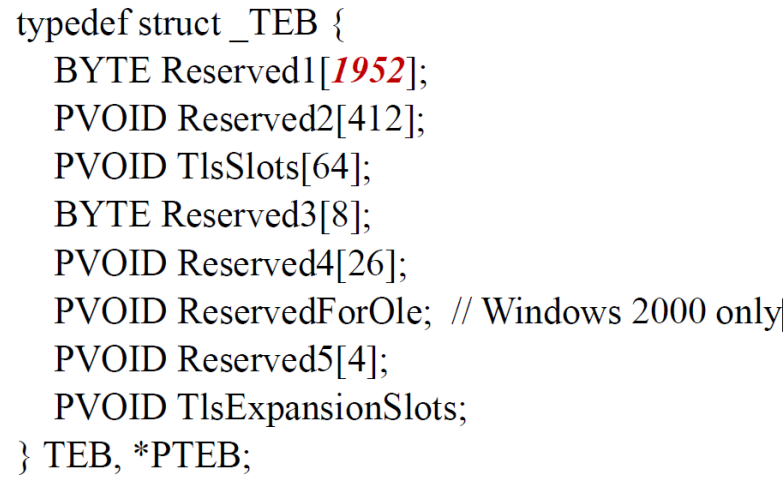 typedef struct _TEB {
BYTE Reserved1[1952];
PVOID Reserved2[412];
PVOID TlsSlots[64];
BYTE Reserved3[8];
PVOID Reserved4[26];
PVOID ReservedForOle;  // Windows 2000 only
PVOID Reserved5[4];
PVOID TlsExpansionSlots;
} TEB, *PTEB;